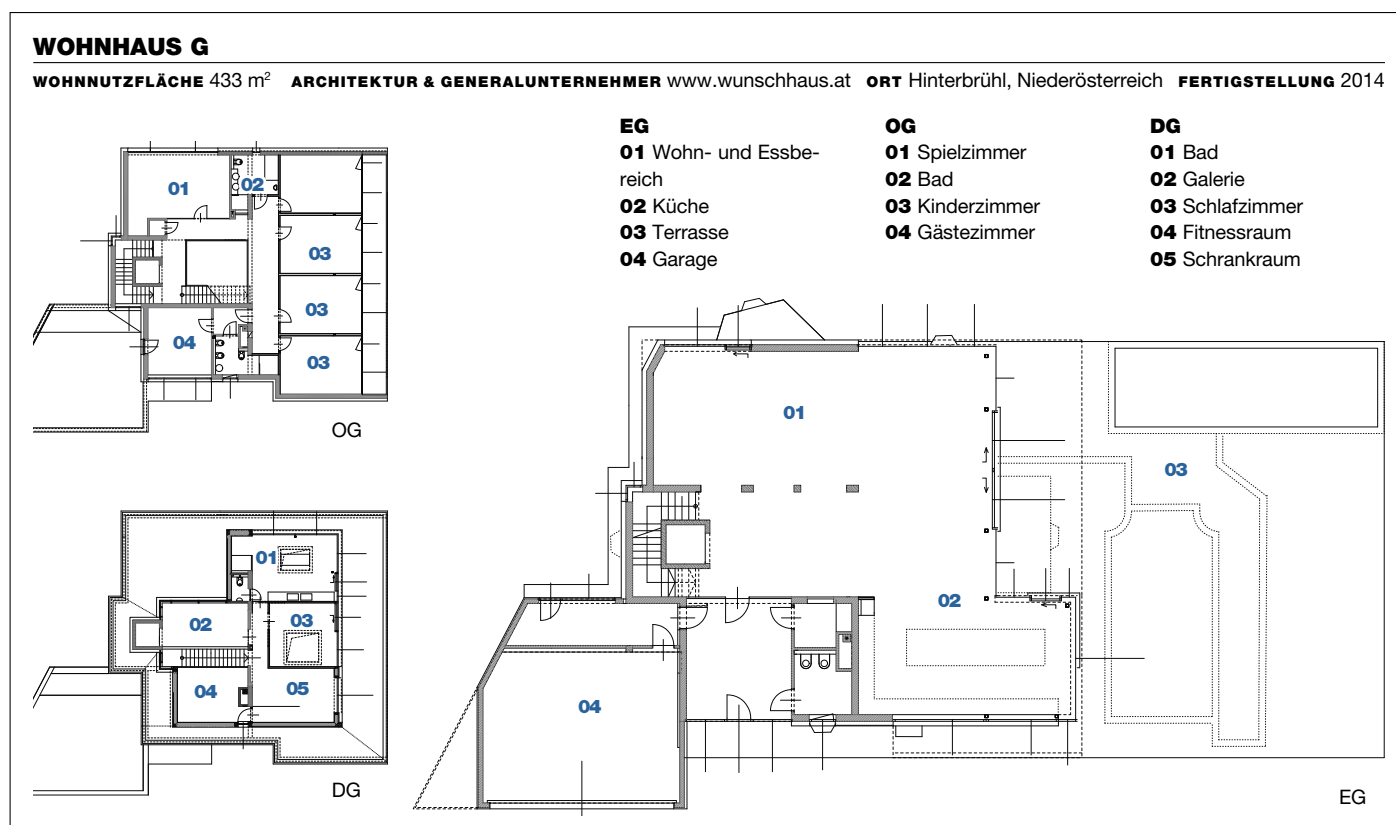 WOHNHAUS G
WOHNNUTZFLÄCHE 433 m² ARCHITEKTUR & GENERALUNTERNEHMER www.wunschhaus.at ORT Hinterbrühl, Niederösterreich FERTIGSTELLUNG 2014
EG
01 Wohn- und Essbe-
reich
02 Küche
03 Terrasse
04 Garage
OG
01 Spielzimmer
02 Bad
03 Kinderzimmer
04 Gästezimmer
DG
01 Bad
02 Galerie
03 Schlafzimmer
04 Fitnessraum
05 Schrankraum
01
02
03
03
04
03
OG
01
02
03
04
05
DG
01
03
02
04
EG